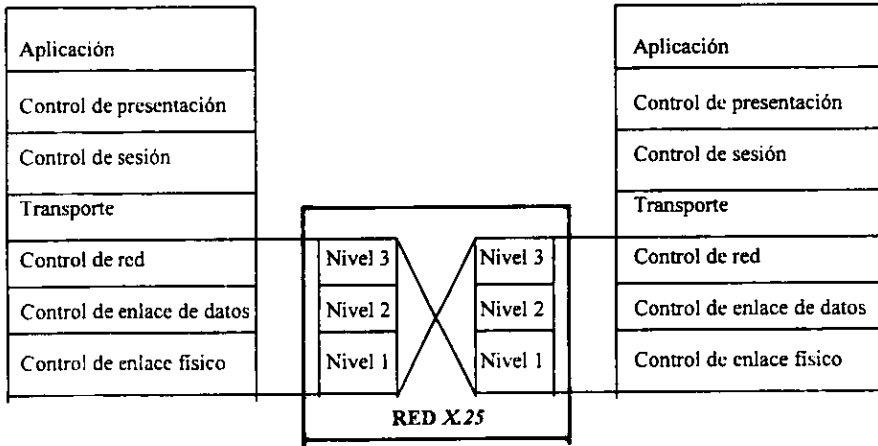 Aplicación
Control de presentación
Control de sesión
Transporte
Control de red
Control de enlace de datos
Control de enlace físico
Nivel 3
Nivel 2
Nivel 1
Nivel 3
Nivel 2
Nivel 1
RED X.25
Aplicación
Control de presentación
Control de sesión
Transporte
Control de red
Control de enlace de datos
Control de enlace físico